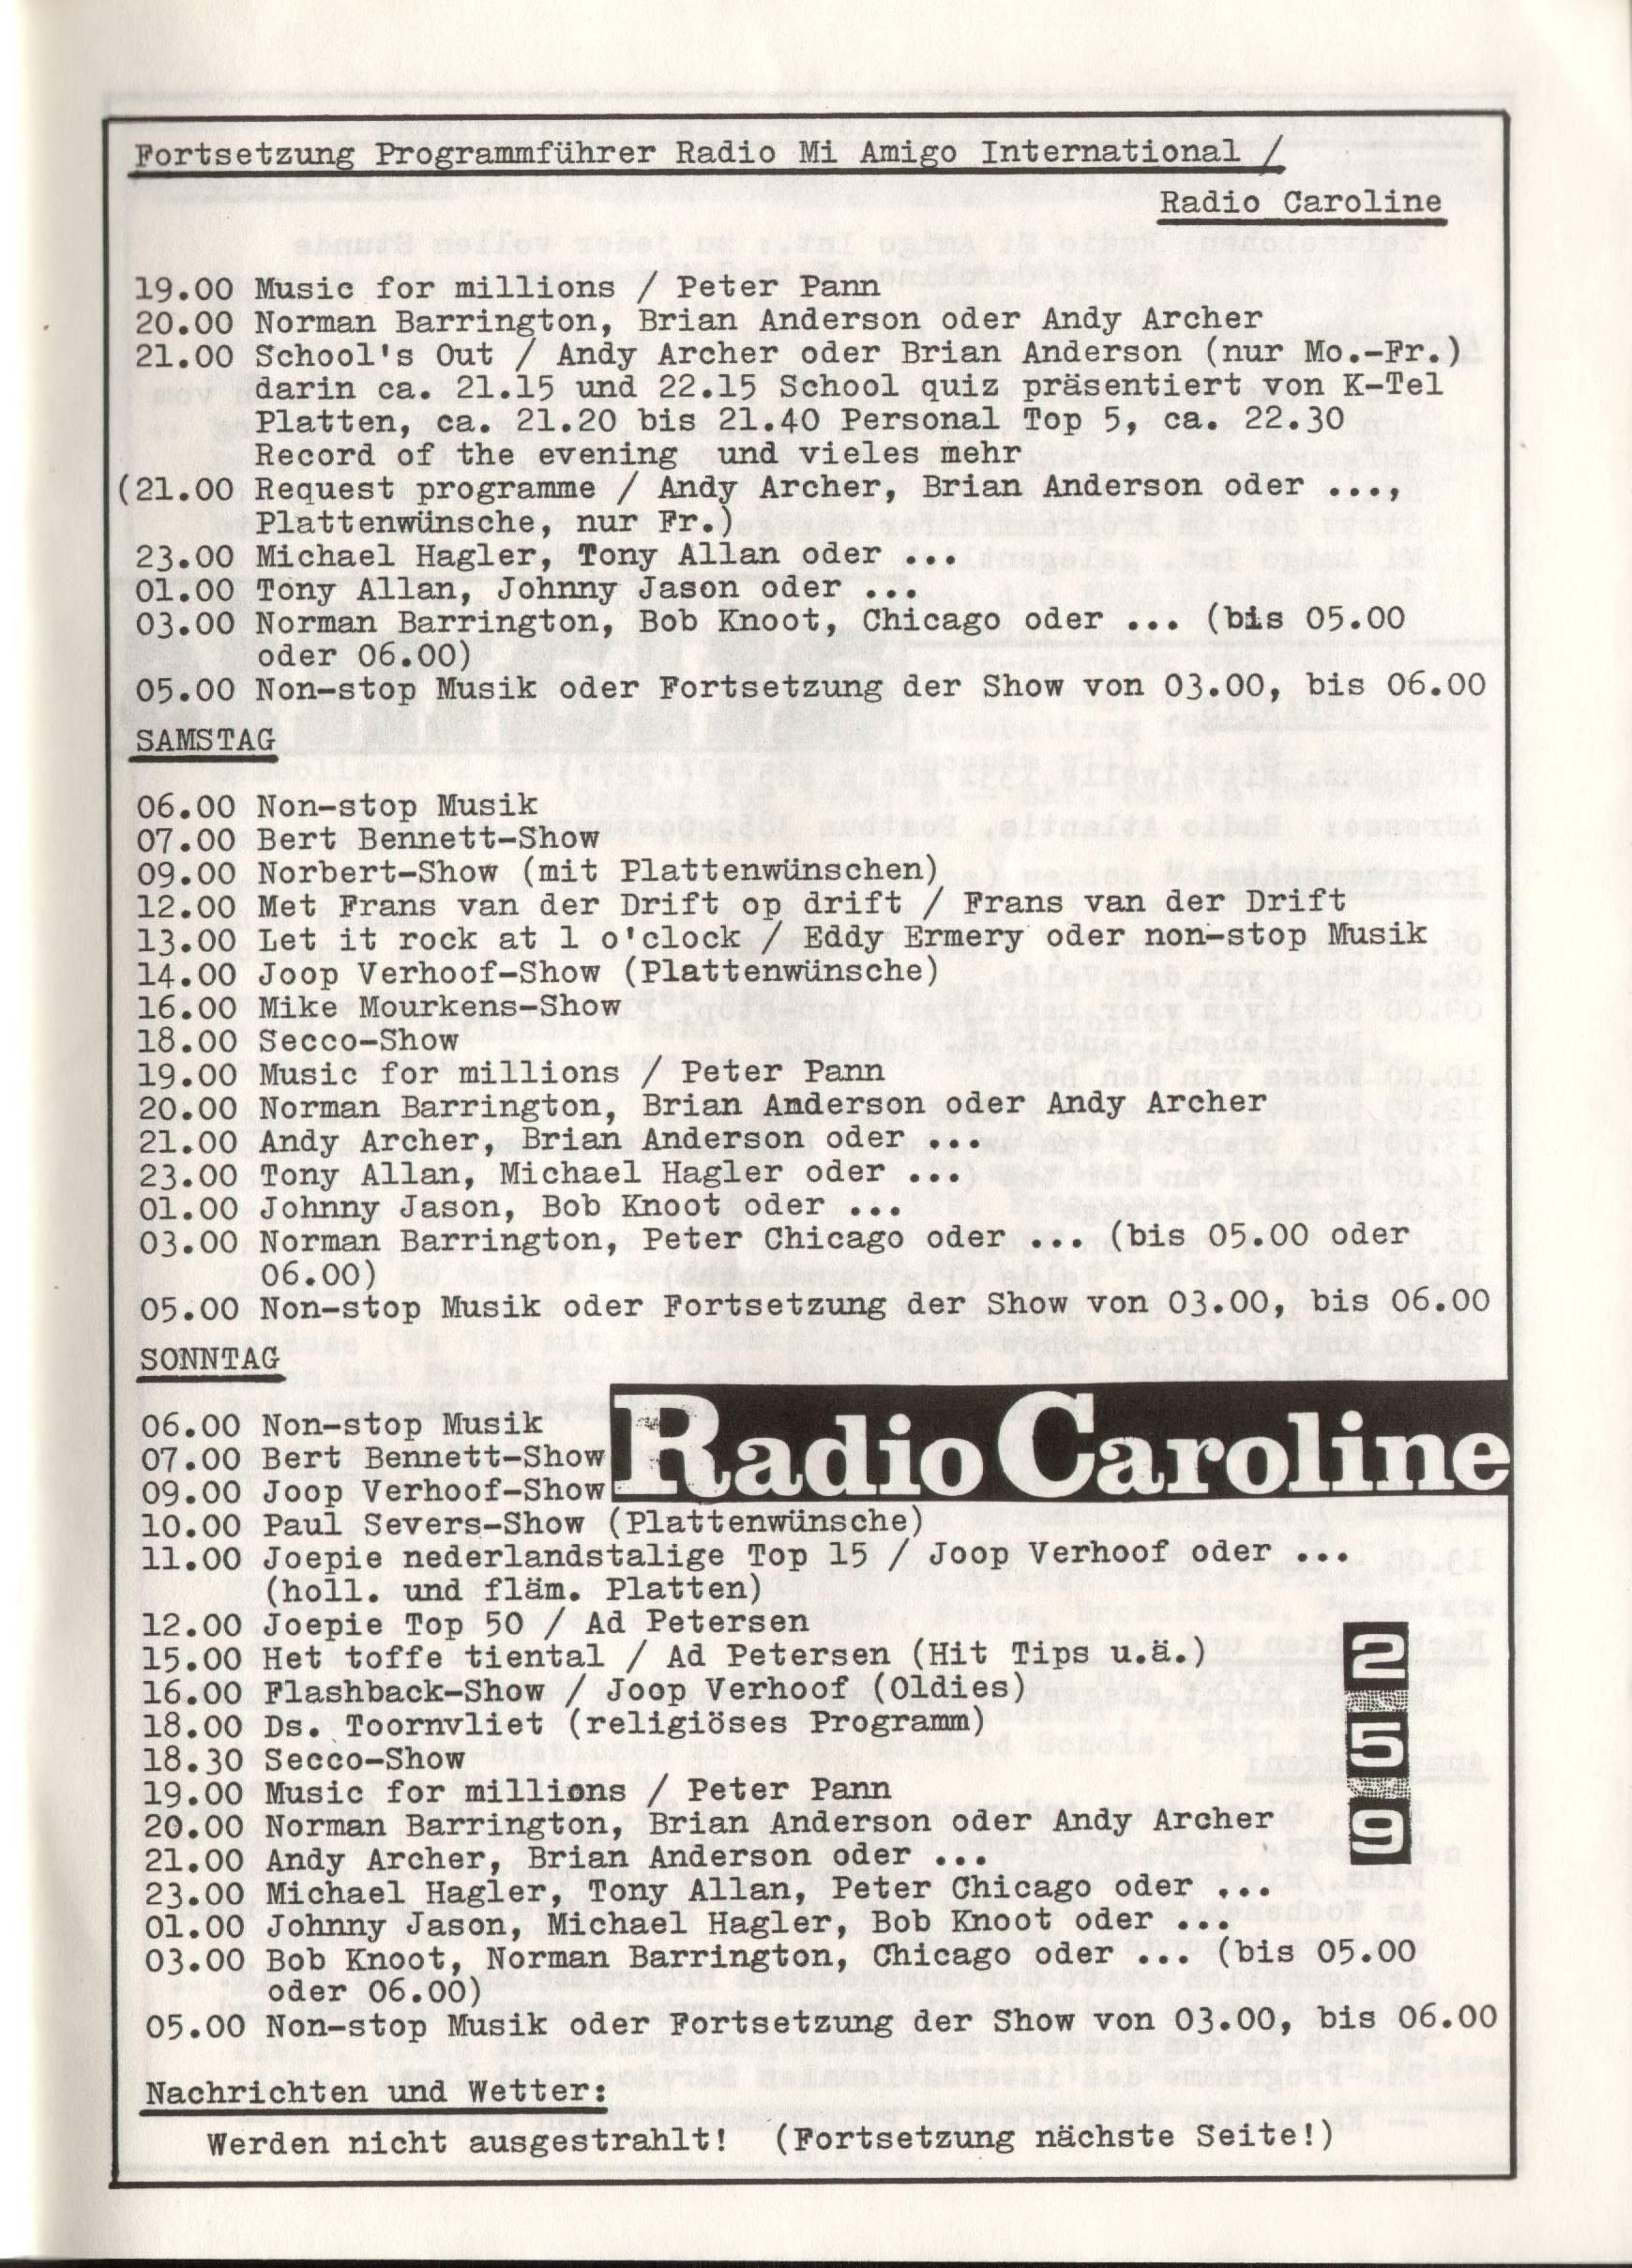 Fortsetzung Programmführer Radio Mi Amigo International /
Radio Caroline
19.00 Music for millions / Peter Pann
20.00 Norman Barrington, Brian Anderson oder Andy Archer
21.00 School's Out / Andy Archer oder Brian Anderson (nur Mo.-Fr.)
darin ca. 21.15 und 22.15 School quiz präsentiert von K-Tel
Platten, ca. 21.20 bis 21.40 Personal Top 5, ca. 22.30
Record of the evening und vieles mehr
(21.00 Request programme / Andy Archer, Brian Anderson oder ...,
Plattenwünsche, nur Fr.)
23.00 Michael Hagler, Tony Allan oder ...
01.00 Tony Allan, Johnny Jason oder ...
03.00 Norman Barrington, Bob Knoot, Chicago oder ... (bis 05.00
oder 06.00)
05.00 Non-stop Musik oder Fortsetzung der Show von 03.00, bis 06.00
SAMSTAG
06.00 Non-stop Musik
07.00 Bert Bennett-Show
09.00 Norbert-Show (mit Plattenwünschen)
12.00 Met Frans van der Drift op drift / Frans van der Drift
13.00 Let it rock at 1 o'clock / Eddy Ermery oder non-stop Musik
14.00 Joop Verhoof-Show (Plattenwünsche)
16.00 Mike Mourkens-Show
18.00 Secco-Show
19.00 Music for millions / Peter Pann
20.00 Norman Barrington, Brian Anderson oder Andy Archer
21.00 Andy Archer, Brian Anderson oder ...
23.00 Tony Allan, Michael Hagler oder ...
01.00 Johnny Jason, Bob Knoot oder ...
03.00 Norman Barrington, Peter Chicago oder ... (bis 05.00 oder
06.00)
05.00 Non-stop Musik oder Fortsetzung der Show von 03.00, bis 06.00
SONNTAG
Radio Caroline
06.00 Non-stop Musik
07.00 Bert Bennett-Show
09.00 Joop Verhoof-Show
10.00 Paul Severs-Show (Plattenwünsche)
11.00 Joepie nederlandstalige Top 15 / Joop Verhoof oder ...
(holl. und fläm. Platten)
12.00 Joepie Top 50 / Ad Petersen
15.00 Het toffe tiental / Ad Petersen (Hit Tips u.ä.)
16.00 Flashback-Show / Joop Verhoof (Oldies)
18.00 Ds. Toornvliet (religiöses Programm)
18.30 Secco-Show
19.00 Music for millions / Peter Pann
20.00 Norman Barrington, Brian Anderson oder Andy Archer
21.00 Andy Archer, Brian Anderson oder ...
23.00 Michael Hagler, Tony Allan, Peter Chicago oder ...
01.00 Johnny Jason, Michael Hagler, Bob Knoot oder ...
03.00 Bob Knoot, Norman Barrington, Chicago oder ... (bis 05.00
oder 06.00)
05.00 Non-stop Musik oder Fortsetzung der Show von 03.00, bis 06.00
2
5
9
Nachrichten und Wetter:
Werden nicht ausgestrahlt! (Fortsetzung nächste Seite!)